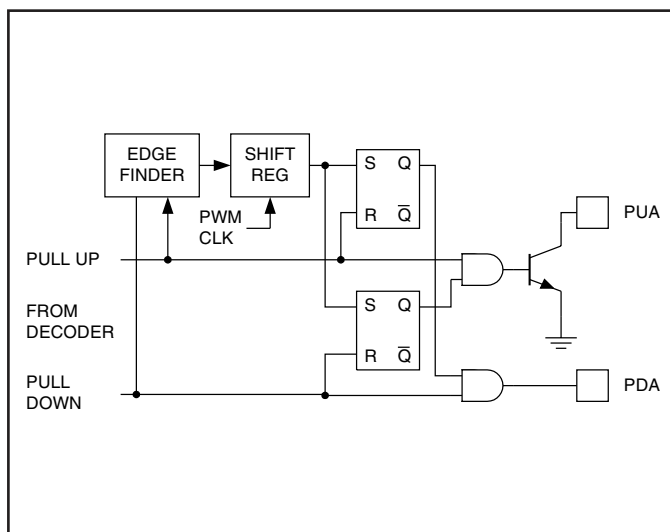 EDGE
FINDER
SHIFT
REG
PWM
CLK
S Q
R Q̅
PUA
PULL UP
FROM
DECODER
S Q
R Q̅
PULL
DOWN
PDA